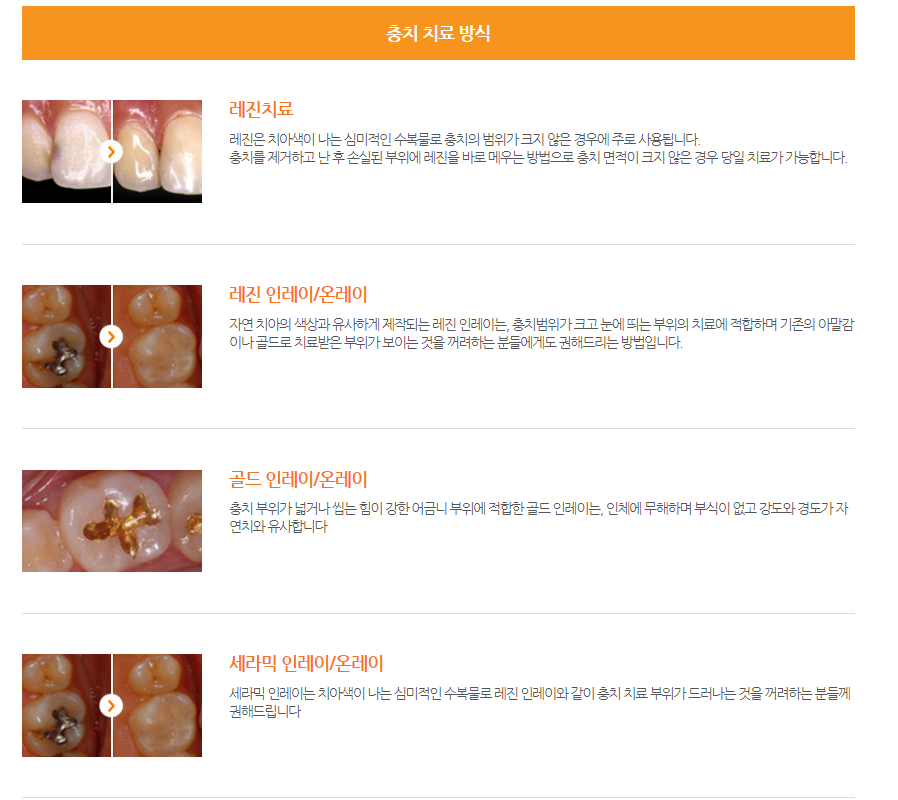 충치 치료 방식
레진치료
레진은 치아색이 나는 심미적인 수복물로 충치의 범위가 크지 않은 경우에 주로 사용됩니다.
충치를 제거하고 난 후 손실된 부위에 레진을 바로 메우는 방법으로 충치 면적이 크지 않은 경우 당일 치료가 가능합니다.
레진 인레이/온레이
자연 치아의 색상과 유사하게 제작되는 레진 인레이는, 충치범위가 크고 눈에 띄는 부위의 치료에 적합하며 기존의 아말감
이나 골드로 치료받은 부위가 보이는 것을 꺼려하는 분들에게도 권해드리는 방법입니다.
골드 인레이/온레이
충치 부위가 넓거나 씹는 힘이 강한 어금니 부위에 적합한 골드 인레이는, 인체에 무해하며 부식이 없고 강도와 경도가 자
연치와 유사합니다
세라믹 인레이/온레이
세라믹 인레이는 치아색이 나는 심미적인 수복물로 레진 인레이와 같이 충치 치료 부위가 드러나는 것을 꺼려하는 분들께
권해드립니다